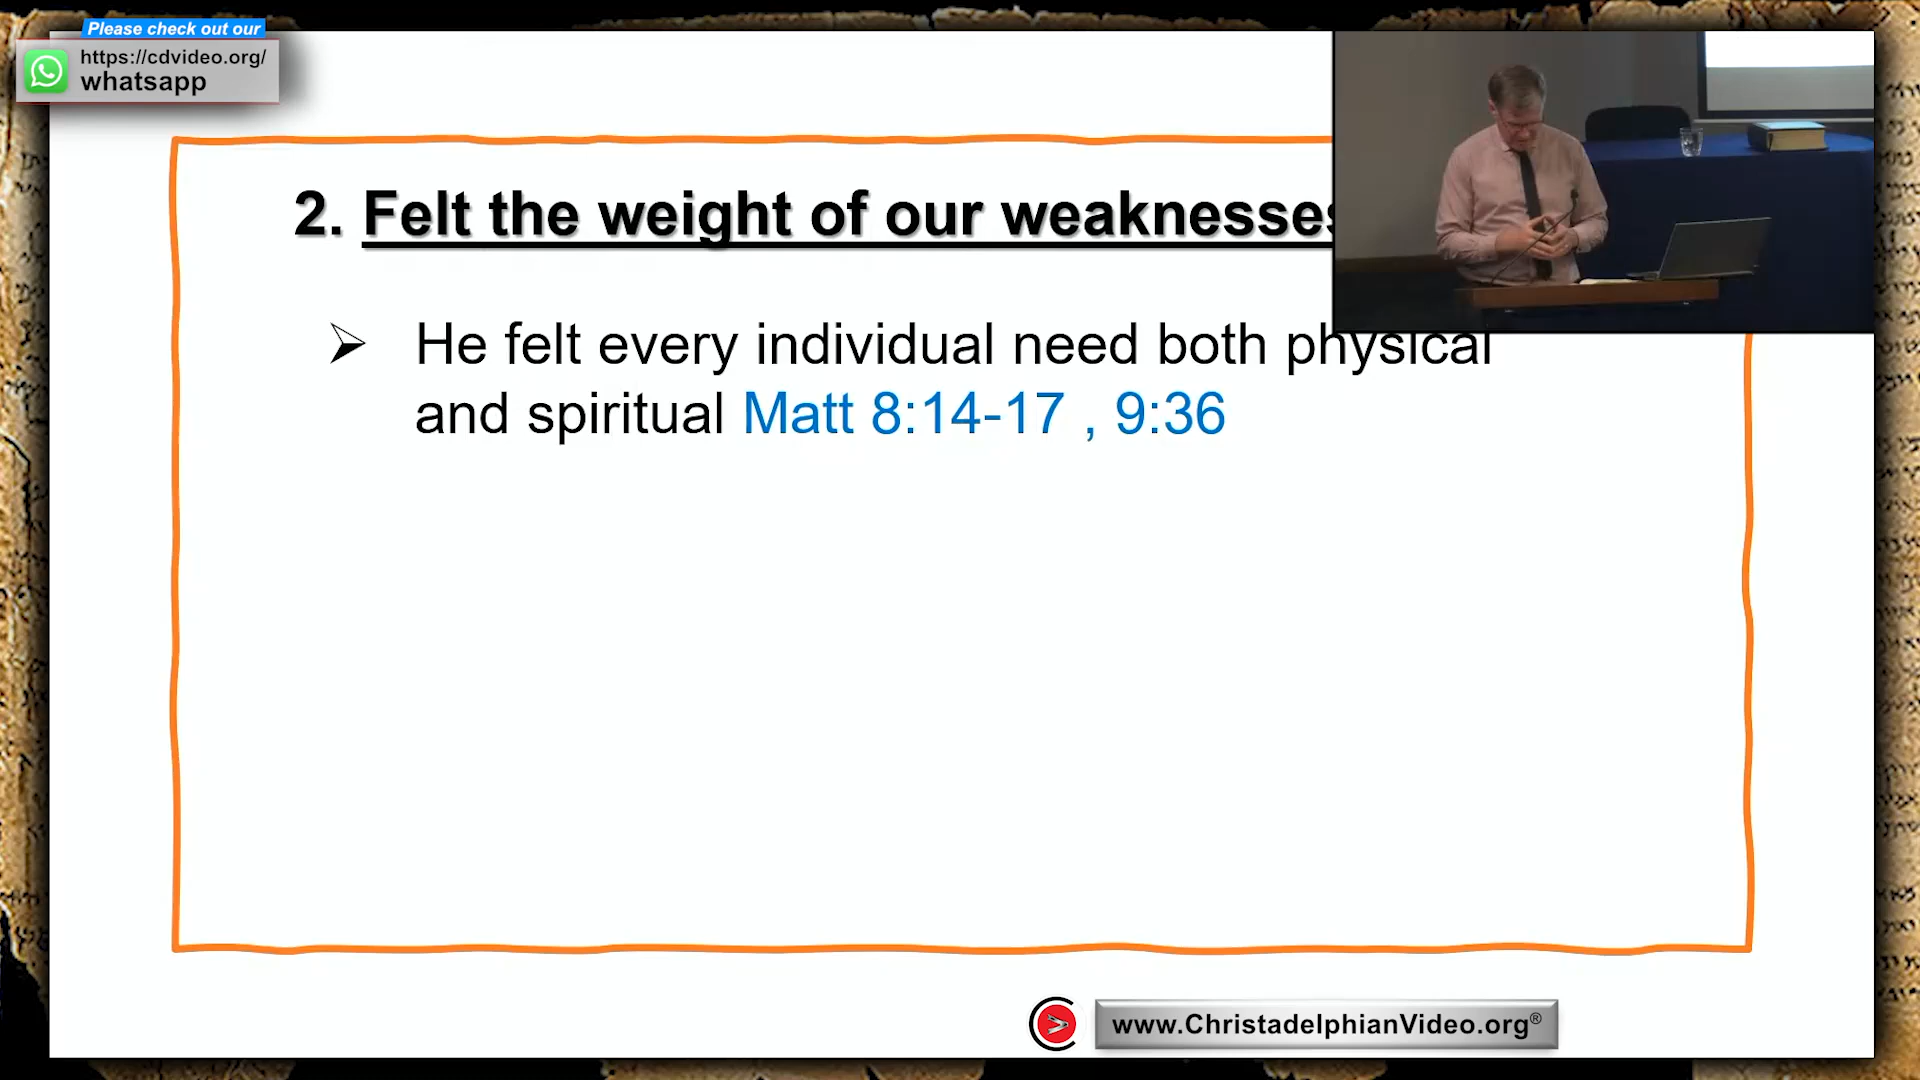 Please check out our
https://cdvideo.org/
whatsapp
2. Felt the weight of our weaknesses
➢ He felt every individual need both physical
and spiritual Matt 8:14-17 , 9:36
www.ChristadelphianVideo.org®